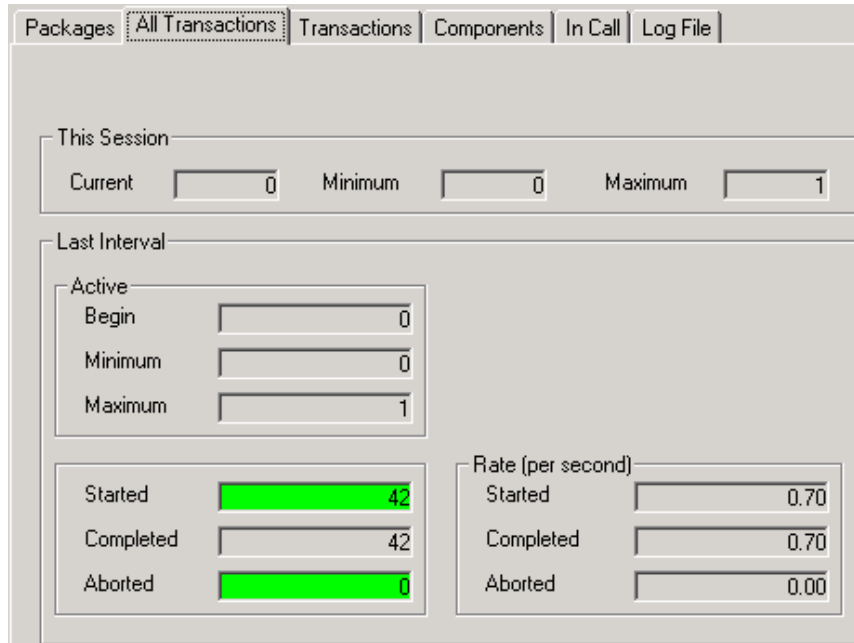 Packages All Transactions Transactions Components In Call Log File
This Session
Current 0 Minimum 0 Maximum 1
Last Interval
Active
Begin 0
Minimum 0
Maximum 1
Started 42
Completed 42
Aborted 0
Rate (per second)
Started 0.70
Completed 0.70
Aborted 0.00